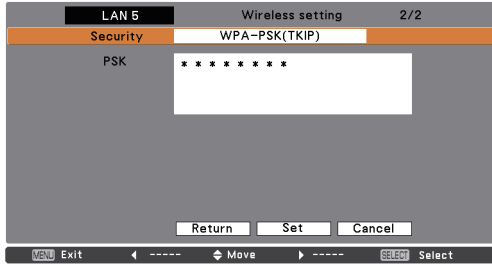 LAN 5 Wireless setting 2/2
Security WPA-PSK(TKIP)
PSK * * * * * * * *
Return Set Cancel
MENU Exit ◀ ----- ◆ Move ▶ ----- SELECT Select